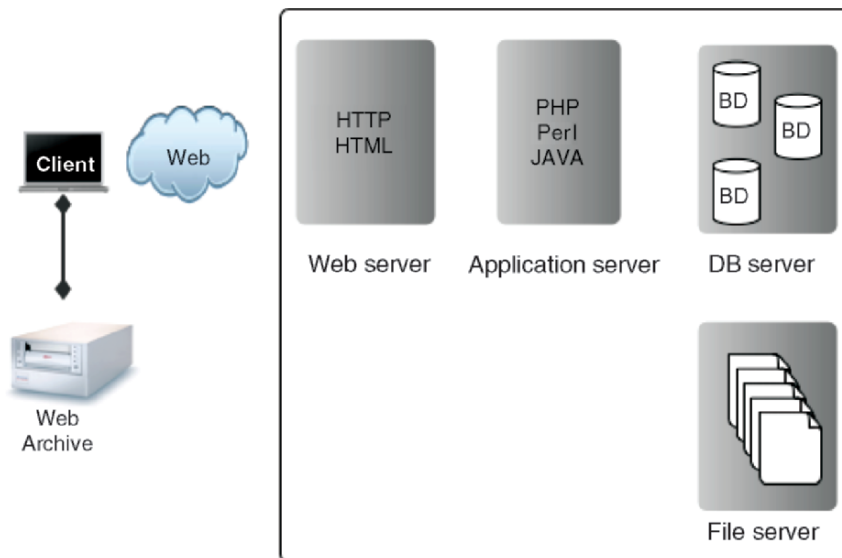 Client
Web
Web
Archive
HTTP
HTML
Web server
PHP
Perl
JAVA
Application server
BD
BD
BD
DB server
File server